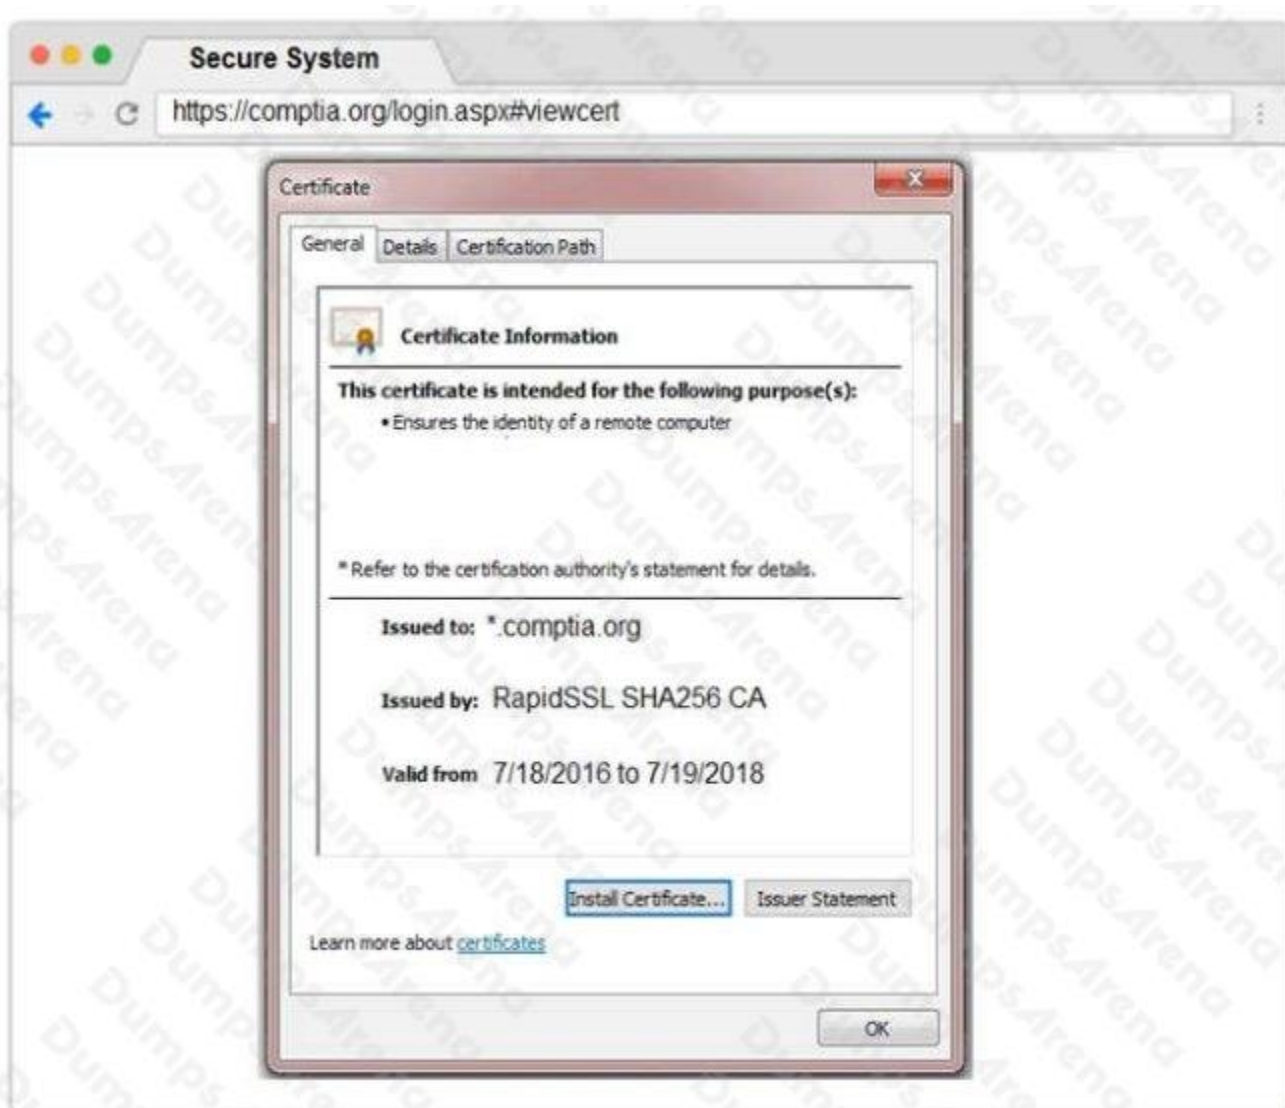 Secure System
https://comptia.org/login.aspx#viewcert
Certificate
General Details Certification Path
Certificate Information
This certificate is intended for the following purpose(s):
• Ensures the identity of a remote computer
* Refer to the certification authority's statement for details.
Issued to: *.comptia.org
Issued by: RapidSSL SHA256 CA
Valid from 7/18/2016 to 7/19/2018
Install Certificate... Issuer Statement
Learn more about certificates
OK
DumpsArena